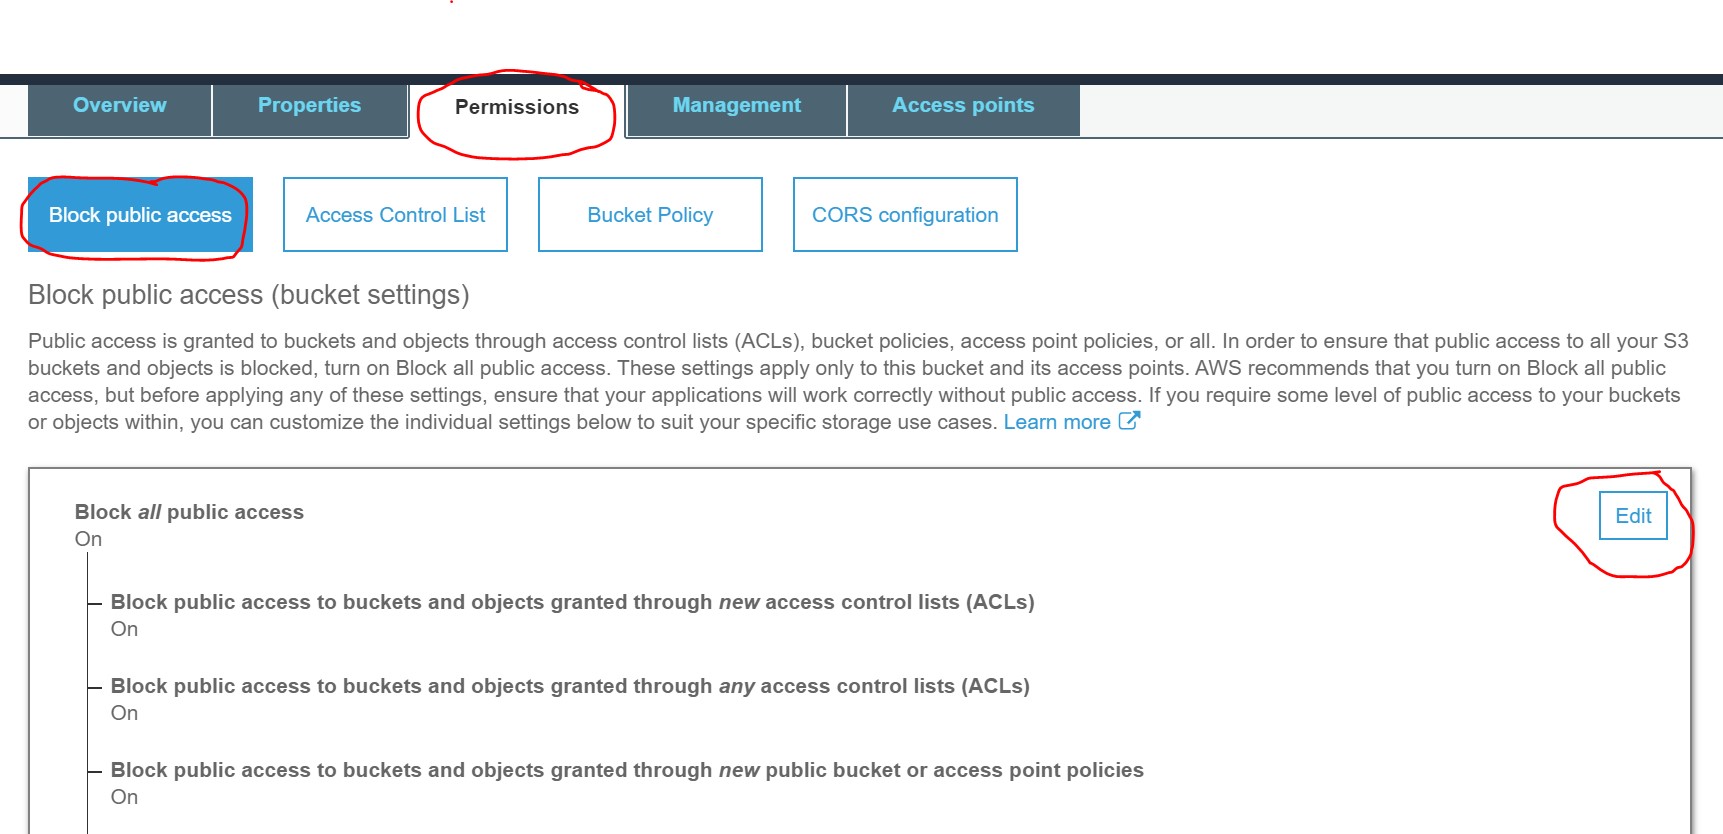 Overview Properties Permissions Management Access points
Block public access Access Control List Bucket Policy CORS configuration
Block public access (bucket settings)
Public access is granted to buckets and objects through access control lists (ACLs), bucket policies, access point policies, or all. In order to ensure that public access to all your S3
buckets and objects is blocked, turn on Block all public access. These settings apply only to this bucket and its access points. AWS recommends that you turn on Block all public
access, but before applying any of these settings, ensure that your applications will work correctly without public access. If you require some level of public access to your buckets
or objects within, you can customize the individual settings below to suit your specific storage use cases. Learn more
Block all public access
On
Edit
Block public access to buckets and objects granted through new access control lists (ACLs)
On
Block public access to buckets and objects granted through any access control lists (ACLs)
On
Block public access to buckets and objects granted through new public bucket or access point policies
On